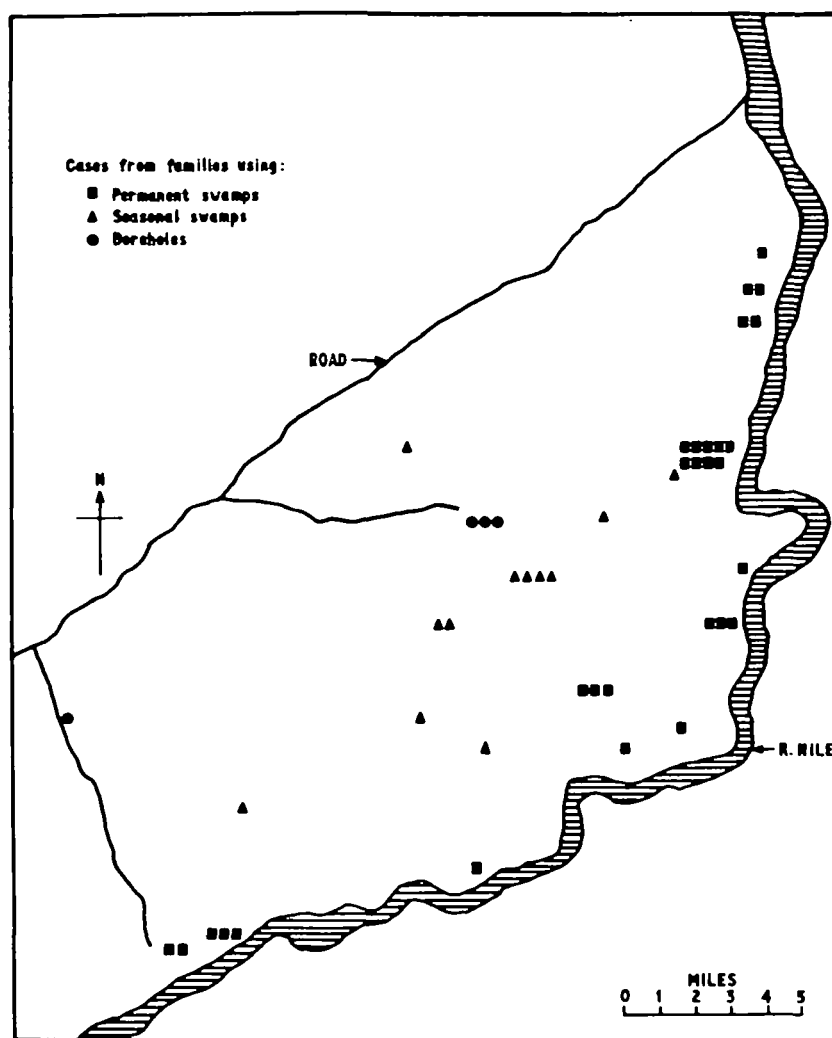 Cases from families using:
Permanent swamps
Seasonal swamps
Boreholes
ROAD
N
R. NILE
MILES
0 1 2 3 4 5